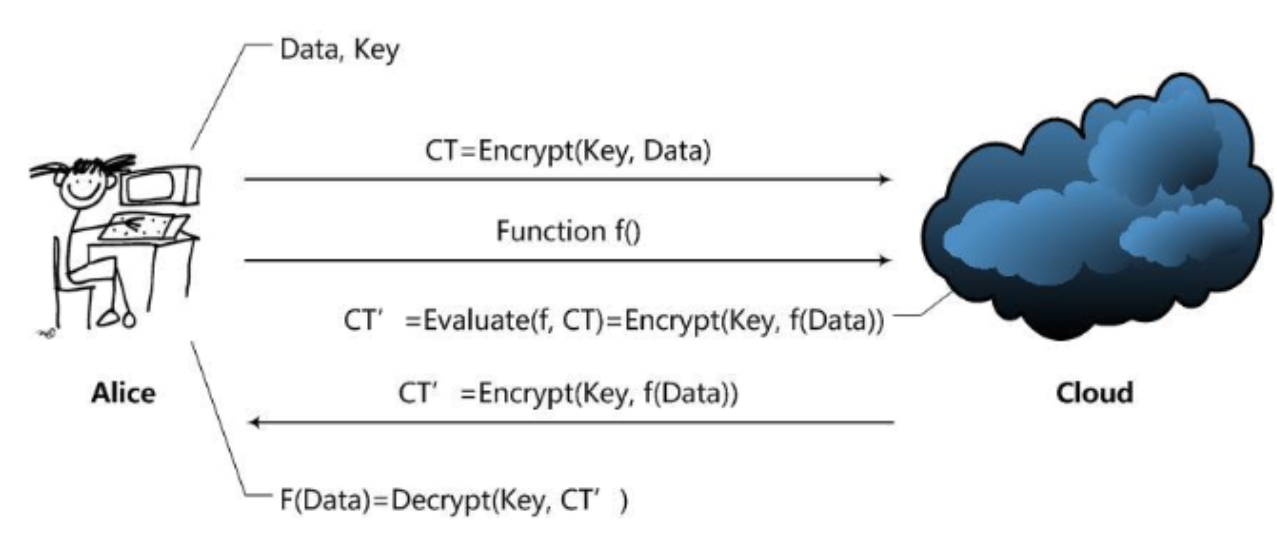 Data, Key
CT=Encrypt(Key, Data)
Function f()
CT′ =Evaluate(f, CT)=Encrypt(Key, f(Data))
Alice
CT′ =Encrypt(Key, f(Data))
Cloud
F(Data)=Decrypt(Key, CT′ )